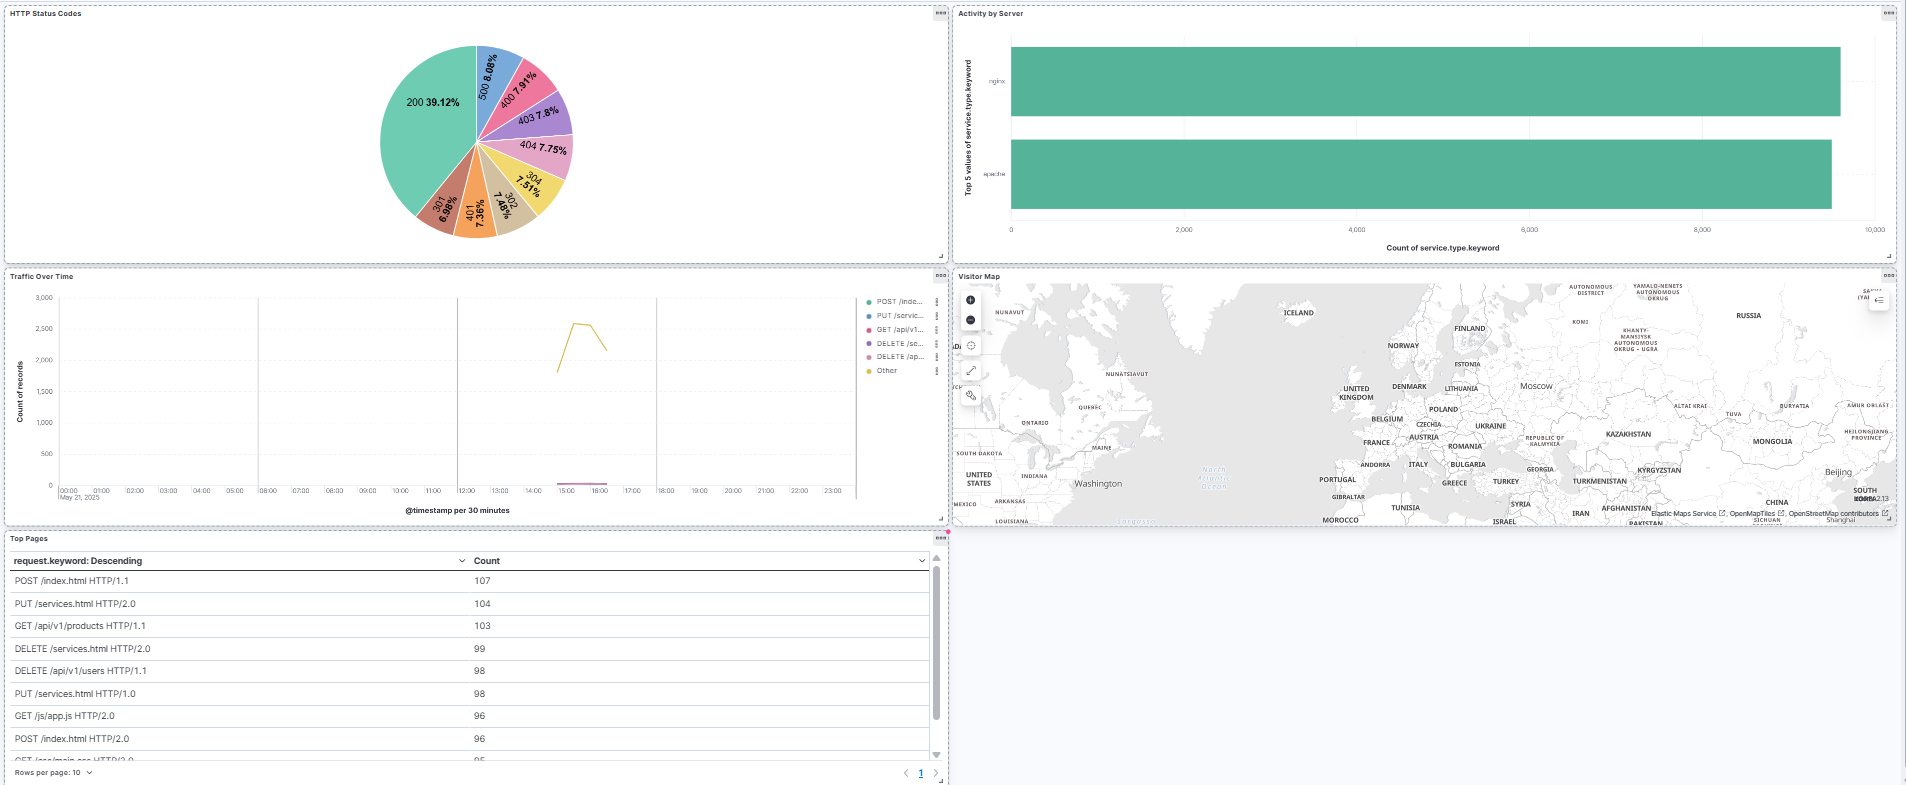 HTTP Status Codes
200 39.12%
500 8.08%
400 7.91%
403 7.8%
404 7.75%
304
7.51%
302
7.48%
401
7.36%
301
6.98%
Activity by Server
Top 5 values of service.type.keyword
nginx
apache
0
2,000
4,000
6,000
8,000
10,000
Count of service.type.keyword
Traffic Over Time
Count of records
3,000
2,500
2,000
1,500
1,000
500
0
00:00 01:00 02:00 03:00 04:00 05:00 06:00 07:00 08:00 09:00 10:00 11:00 12:00 13:00 14:00 15:00 16:00 17:00 18:00 19:00 20:00 21:00 22:00 23:00
May 21, 2025
@timestamp per 30 minutes
POST /inde...
PUT /servic...
GET /api/v1...
DELETE /se...
DELETE /ap...
Other
Visitor Map
NUNAVUT
ICELAND
AUTONOMOUS
DISTRICT
YAMALO-NENETS
AUTONOMOUS
OKRUG
RUSSIA
KOMI
KHANTY-
MANSIYSK
AUTONOMOUS
OKRUG - UGRA
FINLAND
NORWAY
ESTONIA
NUNATSIAVUT
UNITED
KINGDOM
DENMARK
LITHUANIA
Moscow
QUEBEC
ONTARIO
MAINE
BELGIUM
POLAND
CZECHIA
UKRAINE
ALTAI KRAI
TUVA
BURYATIA
AMUR OBLAST
FRANCE
AUSTRIA
ROMANIA
REPUBLIC OF
KALMYKIA
KAZAKHSTAN
MONGOLIA
HEILONGJIANG
PROVINCE
SOUTH DAKOTA
INDIANA
UNITED
STATES
Washington
North
Atlantic
Ocean
ANDORRA
ITALY
BULGARIA
GEORGIA
KYRGYZSTAN
Beijing
PORTUGAL
GREECE
TURKEY
TURKMENISTAN
GIBRALTAR
MEXICO
ARKANSAS
LOUISIANA
TUNISIA
SYRIA
IRAN
AFGHANISTAN
CHINA
SOUTH
MOROCCO
ISRAEL
PAKISTAN
SICHUAN
Shanghai
Elastic Maps Service , OpenMapTiles , OpenStreetMap contributors
Top Pages
request.keyword: Descending Count
POST /index.html HTTP/1.1 107
PUT /services.html HTTP/2.0 104
GET /api/v1/products HTTP/1.1 103
DELETE /services.html HTTP/2.0 99
DELETE /api/v1/users HTTP/1.1 98
PUT /services.html HTTP/1.0 98
GET /js/app.js HTTP/2.0 96
POST /index.html HTTP/2.0 96
Rows per page: 10
1